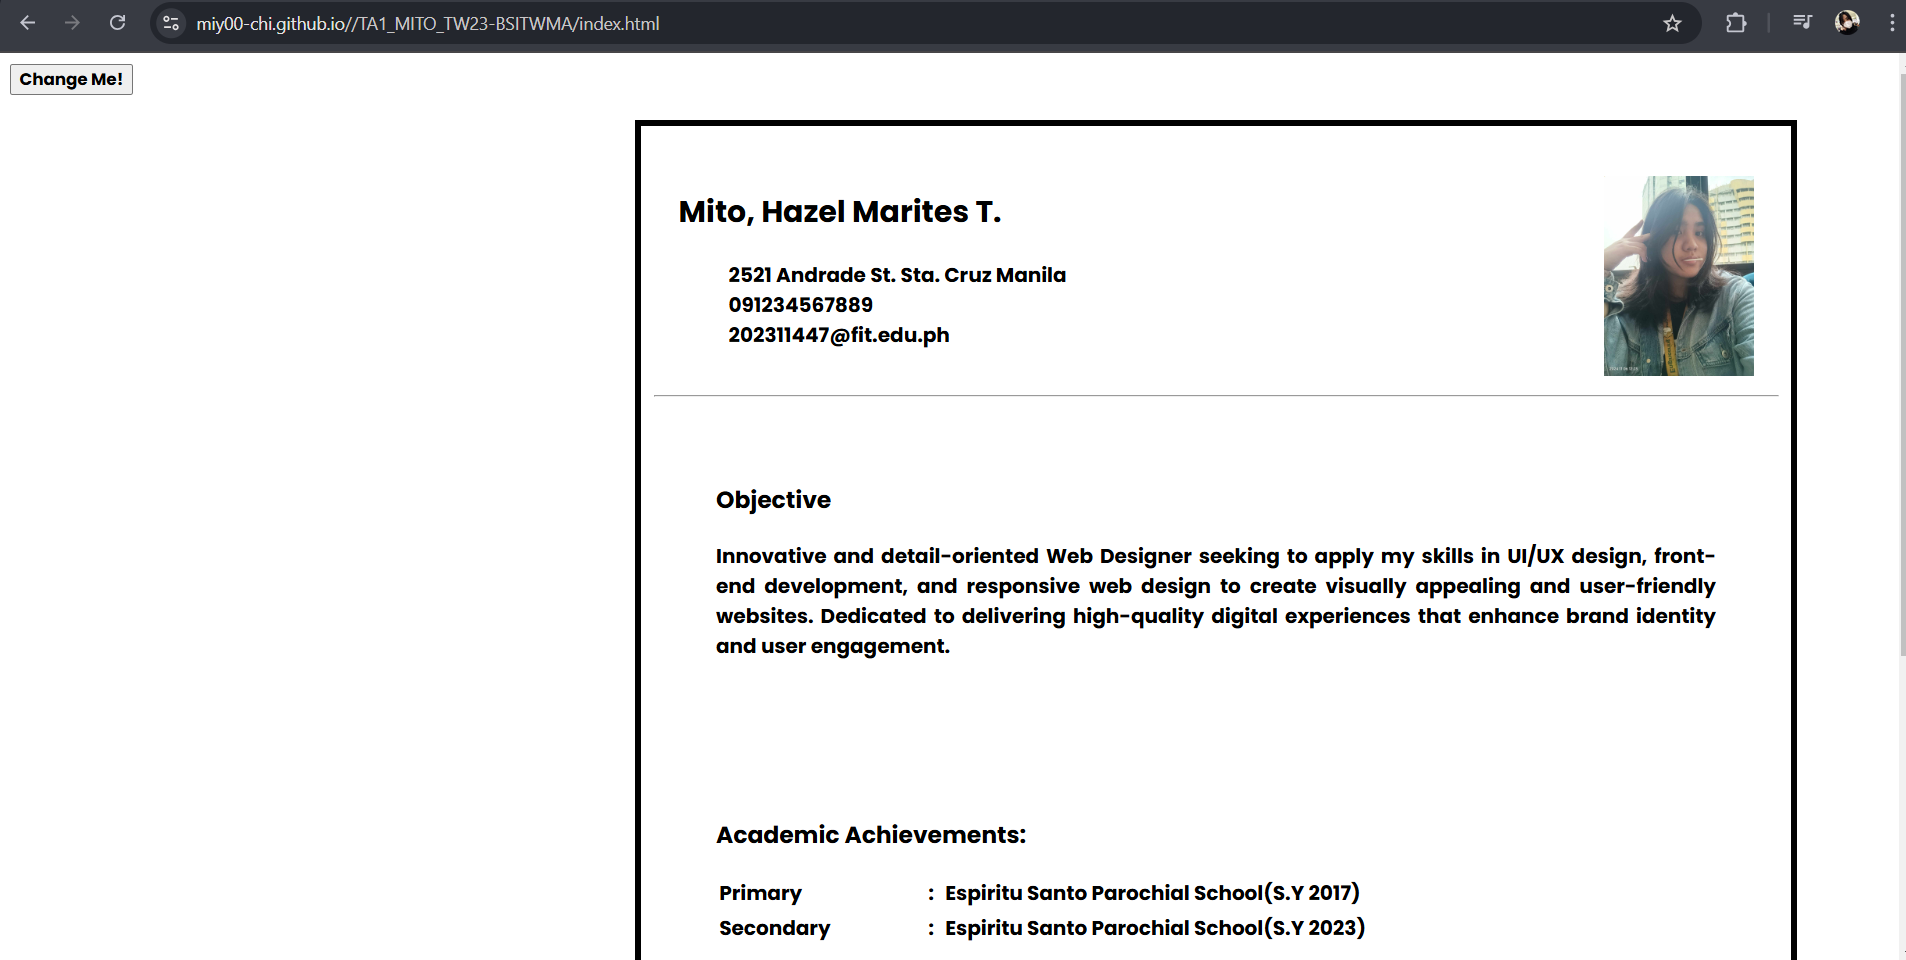 miy00-chi.github.io//TA1_MITO_TW23-BSITWMA/index.html
Change Me!
Mito, Hazel Marites T.
2521 Andrade St. Sta. Cruz Manila
091234567889
202311447@fit.edu.ph
Objective
Innovative and detail-oriented Web Designer seeking to apply my skills in UI/UX design, front-
end development, and responsive web design to create visually appealing and user-friendly
websites. Dedicated to delivering high-quality digital experiences that enhance brand identity
and user engagement.
Academic Achievements:
Primary : Espiritu Santo Parochial School(S.Y 2017)
Secondary : Espiritu Santo Parochial School(S.Y 2023)